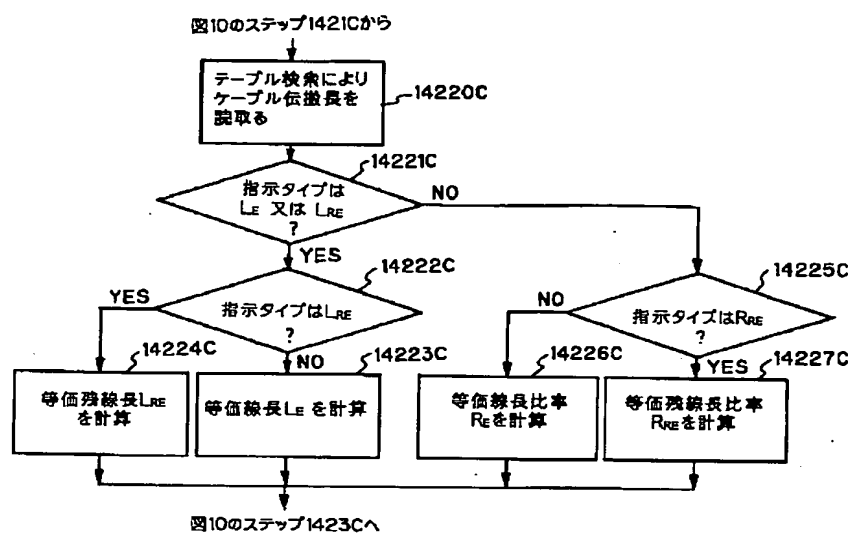 図10のステップ1421Cから
テーブル検索により
ケーブル伝搬長を
読取る
14220C
14221C
指示タイプは
LE 又は LRE
?
NO
YES
14222C
YES
指示タイプはLRE
?
NO
14225C
NO
指示タイズはRRE
?
YES
14224C
等価残線長LRE
を計算
14223C
等価線長LE を計算
14226C
等価線長比率
REを計算
14227C
等価残線長比率
RREを計算
図10のステップ1423Cへ